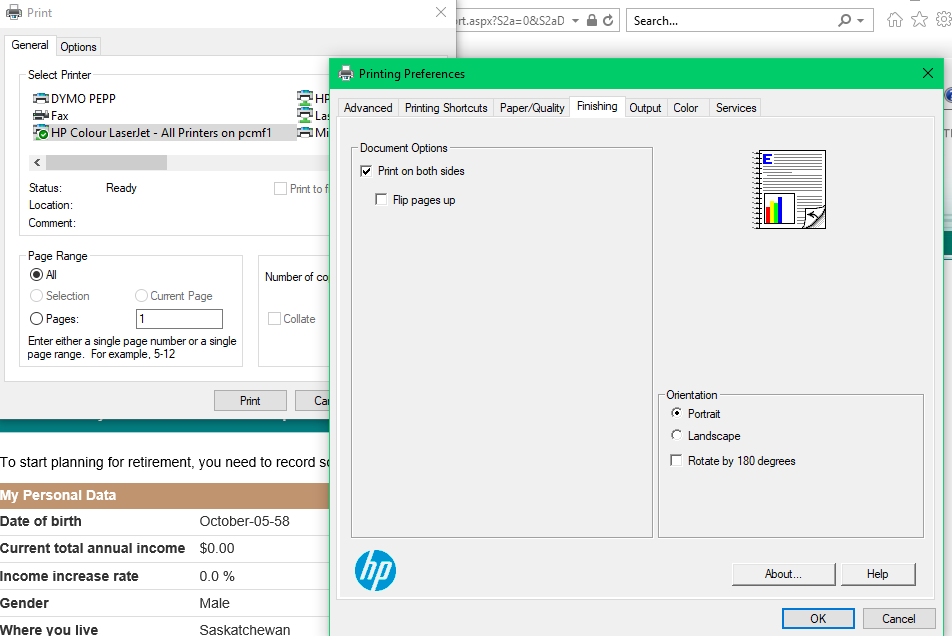 Print
General
Options
Select Printer
DYMO PEPP
Fax
HP Colour LaserJet - All Printers on pcmf1
HP
Las
Mi
Status:
Ready
Print to f
Location:
Comment:
Page Range
All
Selection
Current Page
Pages:
1
Enter either a single page number or a single
page range. For example, 5-12
Number of co
Collate
Print
Ca
rt.aspx?S2a=0&S2aD
Search...
Printing Preferences
Advanced
Printing Shortcuts
Paper/Quality
Finishing
Output
Color
Services
Document Options
Print on both sides
Flip pages up
E
Orientation
Portrait
Landscape
Rotate by 180 degrees
hp
About...
Help
OK
Cancel
To start planning for retirement, you need to record
My Personal Data
Date of birth October-05-58
Current total annual income $0.00
Income increase rate 0.0 %
Gender Male
Where you live Saskatchewan